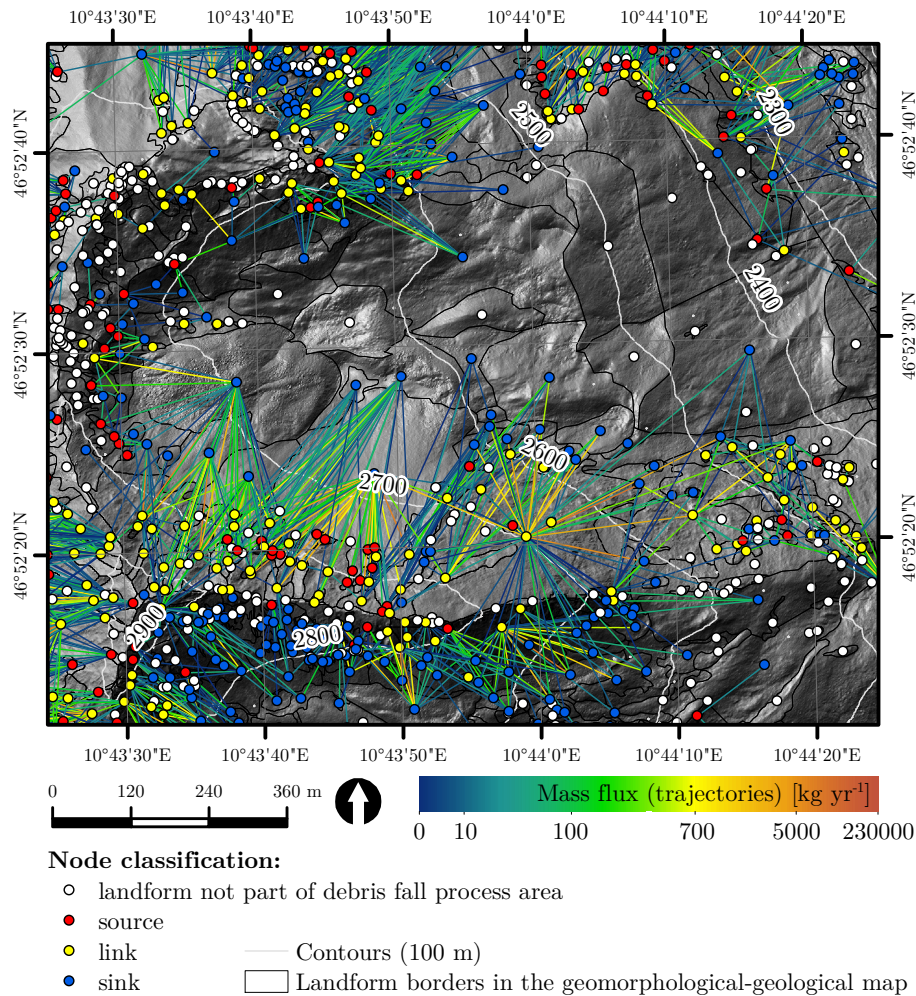 10°43'30"E 10°43'40"E 10°43'50"E 10°44'0"E 10°44'10"E 10°44'20"E
46°52'40"N
46°52'30"N
46°52'20"N
46°52'40"N
46°52'30"N
46°52'20"N
2500
2300
2400
2600
2700
2800
2900
10°43'30"E 10°43'40"E 10°43'50"E 10°44'0"E 10°44'10"E 10°44'20"E
0 120 240 360 m
Mass flux (trajectories) [kg yr⁻¹]
0 10 100 700 5000 230000
Node classification:
landform not part of debris fall process area
source
link
Contours (100 m)
sink
Landform borders in the geomorphological-geological map